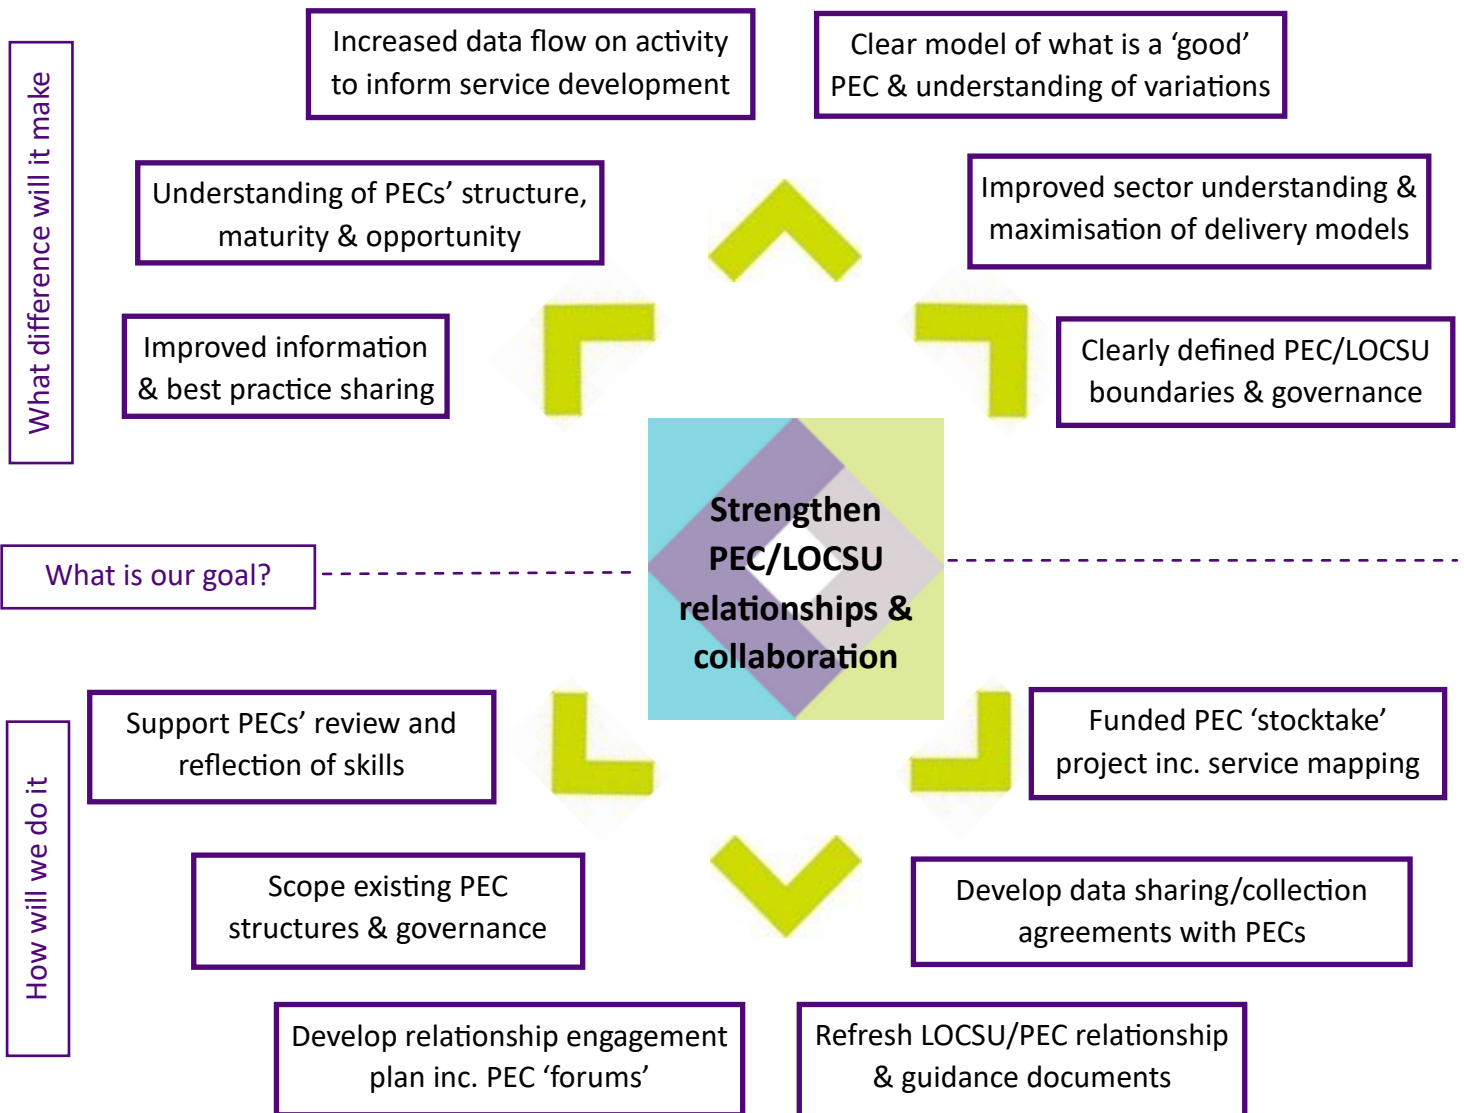 What difference will it make
Increased data flow on activity
to inform service development
Clear model of what is a ‘good’
PEC & understanding of variations
Understanding of PECs’ structure,
maturity & opportunity
Improved sector understanding &
maximisation of delivery models
Improved information
& best practice sharing
Clearly defined PEC/LOCSU
boundaries & governance
What is our goal?
Strengthen
PEC/LOCSU
relationships &
collaboration
How will we do it
Support PECs’ review and
reflection of skills
Funded PEC ‘stocktake’
project inc. service mapping
Scope existing PEC
structures & governance
Develop data sharing/collection
agreements with PECs
Develop relationship engagement
plan inc. PEC ‘forums’
Refresh LOCSU/PEC relationship
& guidance documents